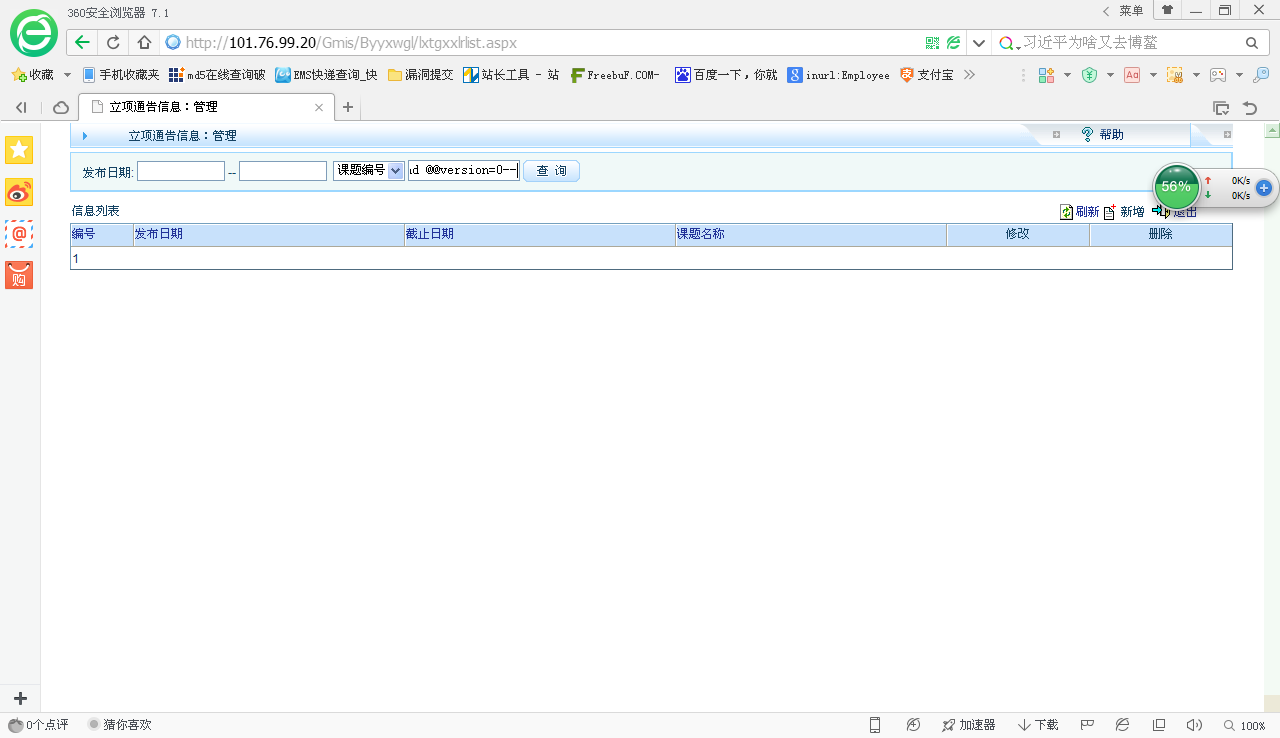 360安全浏览器 7.1
菜单
http://101.76.99.20/Gmis/Byyxwgl/lxtgxxlrlist.aspx
习近平为啥又去博鳌
收藏 手机收藏夹 md5在线查询破 EMS快递查询_快 漏洞提交 站长工具 - 站 FreebuF.COM- 百度一下，你就 inurl:Employee 支付宝
立项通告信息：管理
立项通告信息：管理 帮助
发布日期: -- 课题编号 @@version=0-- 查 询
56% 0K/s
0K/s
信息列表 刷新 新增 退出
编号 发布日期 截止日期 课题名称 修改 删除
1
购
0个点评 猜你喜欢 加速器 下载 100%